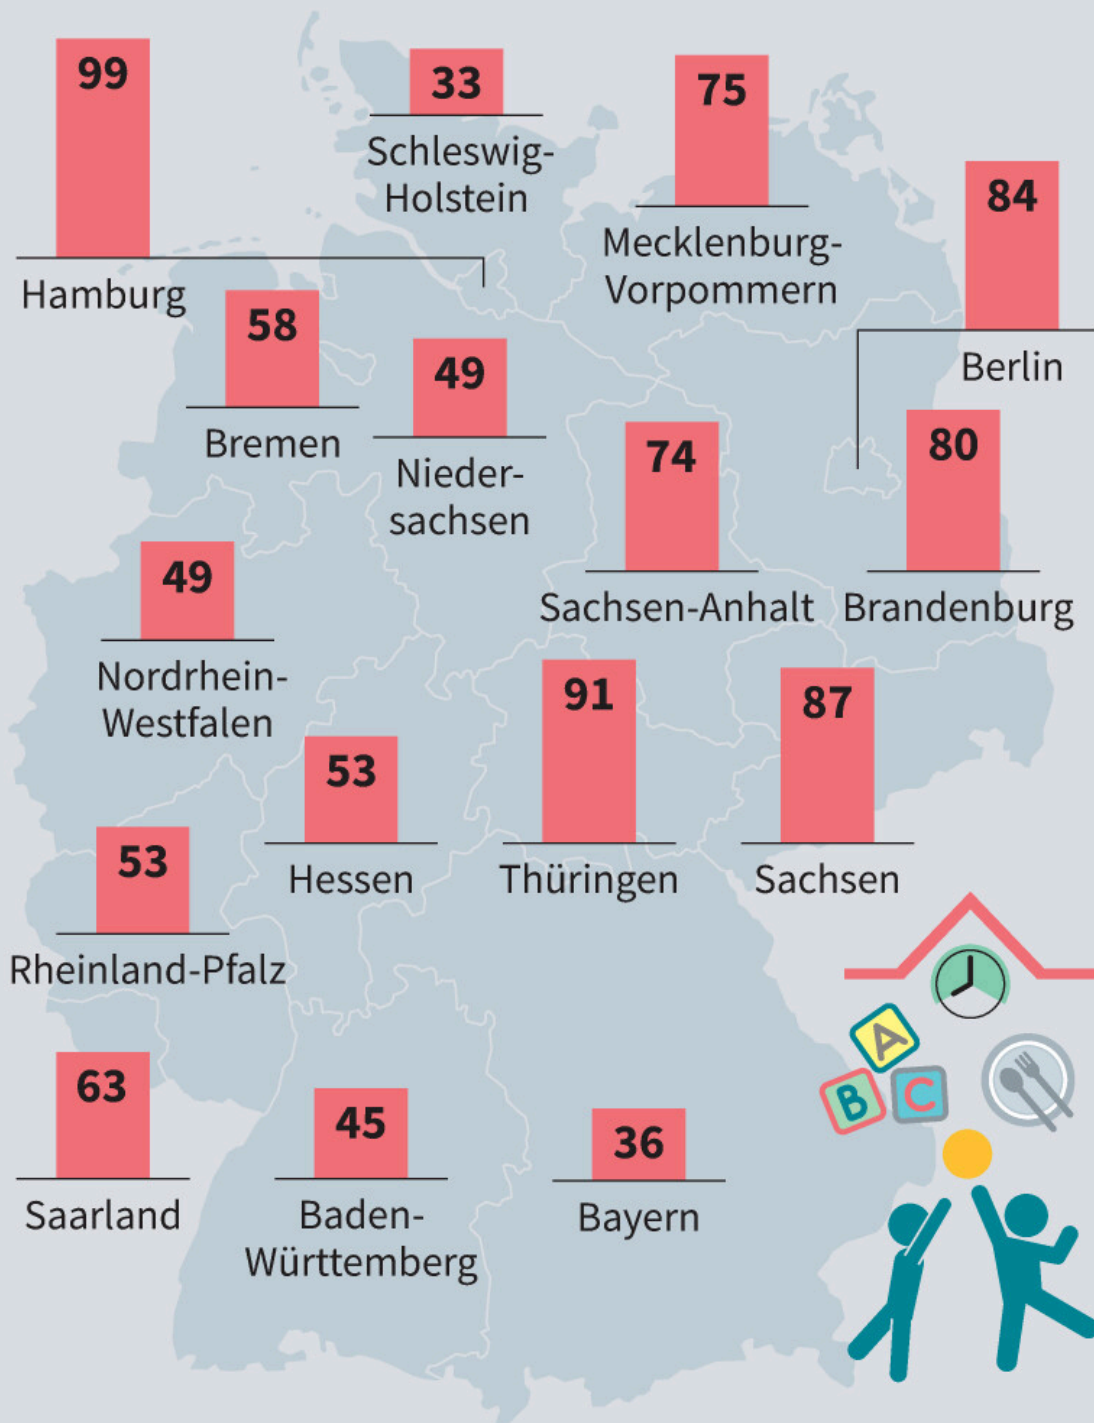 99
Hamburg
33
Schleswig-
Holstein
75
Mecklenburg-
Vorpommern
84
Berlin
58
Bremen
49
Nieder-
sachsen
74
Sachsen-Anhalt
80
Brandenburg
49
Nordrhein-
Westfalen
53
Hessen
91
Thüringen
87
Sachsen
53
Rheinland-Pfalz
63
Saarland
45
Baden-
Württemberg
36
Bayern
A
B
C